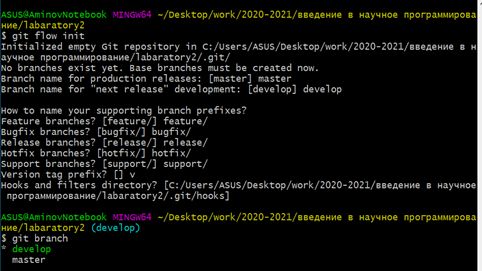 ASUS@AminovNotebook MINGW64 ~/Desktop/work/2020-2021/введение в научное программирова
ние/labaratory2
$ git flow init
Initialized empty Git repository in C:/Users/ASUS/Desktop/work/2020-2021/введение в н
аучное программирование/labaratory2/.git/
No branches exist yet. Base branches must be created now.
Branch name for production releases: [master] master
Branch name for "next release" development: [develop] develop
How to name your supporting branch prefixes?
Feature branches? [feature/] feature/
Bugfix branches? [bugfix/] bugfix/
Release branches? [release/] release/
Hotfix branches? [hotfix/] hotfix/
Support branches? [support/] support/
Version tag prefix? [] v
Hooks and filters directory? [C:/Users/ASUS/Desktop/work/2020-2021/введение в научное
 программирование/labaratory2/.git/hooks]
ASUS@AminovNotebook MINGW64 ~/Desktop/work/2020-2021/введение в научное программирова
ние/labaratory2 (develop)
$ git branch
* develop
  master